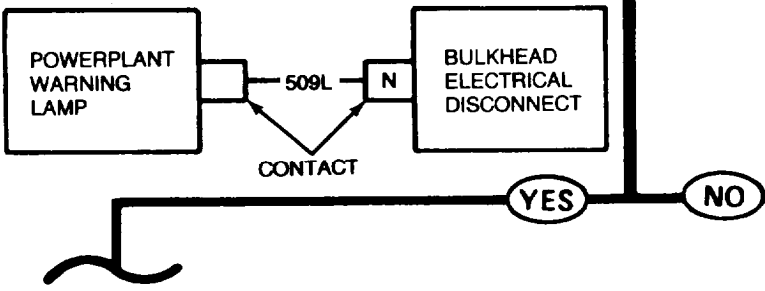 POWERPLANT
WARNING
LAMP
509L
N
BULKHEAD
ELECTRICAL
DISCONNECT
CONTACT
YES
NO